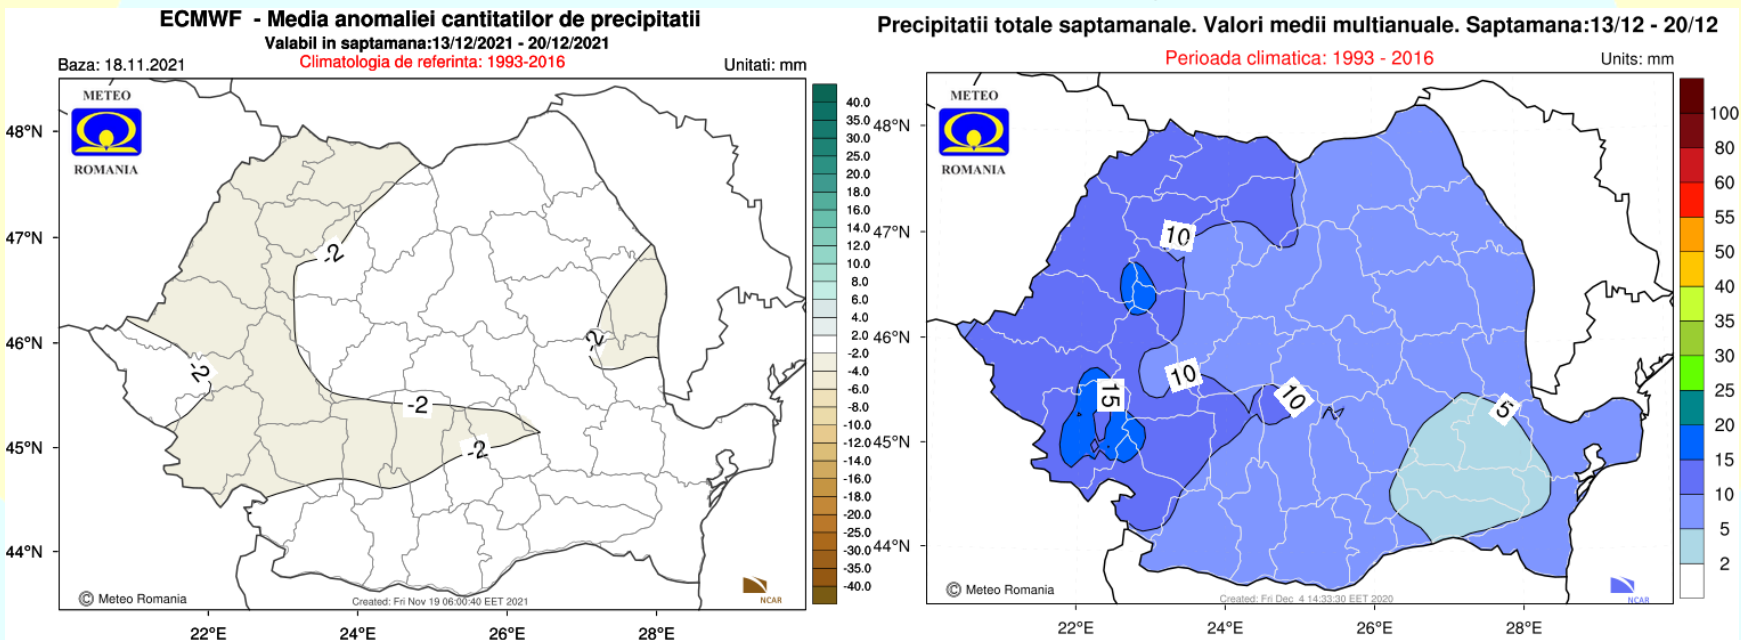 ECMWF - Media anomaliei cantitatilor de precipitatii
Valabil in saptamana:13/12/2021 - 20/12/2021
Baza: 18.11.2021
Climatologia de referinta: 1993-2016
Unitati: mm
METEO
ROMANIA
48°N
47°N
46°N
45°N
44°N
22°E
24°E
26°E
28°E
-2
-2
-2
-2
-2
40.0
35.0
30.0
25.0
20.0
18.0
16.0
14.0
12.0
10.0
8.0
6.0
4.0
2.0
-2.0
-4.0
-6.0
-8.0
-10.0
-12.0
-14.0
-16.0
-18.0
-20.0
-25.0
-30.0
-35.0
-40.0
© Meteo Romania
Created: Fri Nov 19 06:00:40 EET 2021
NCAR
Precipitatii totale saptamanale. Valori medii multianuale. Saptamana:13/12 - 20/12
Perioada climatica: 1993 - 2016
Units: mm
METEO
ROMANIA
48°N
47°N
46°N
45°N
44°N
22°E
24°E
26°E
28°E
10
10
15
10
5
100
80
60
55
50
40
35
30
25
20
15
10
5
2
© Meteo Romania
Created: Fri Dec 4 14:33:30 EET 2020
NCAR